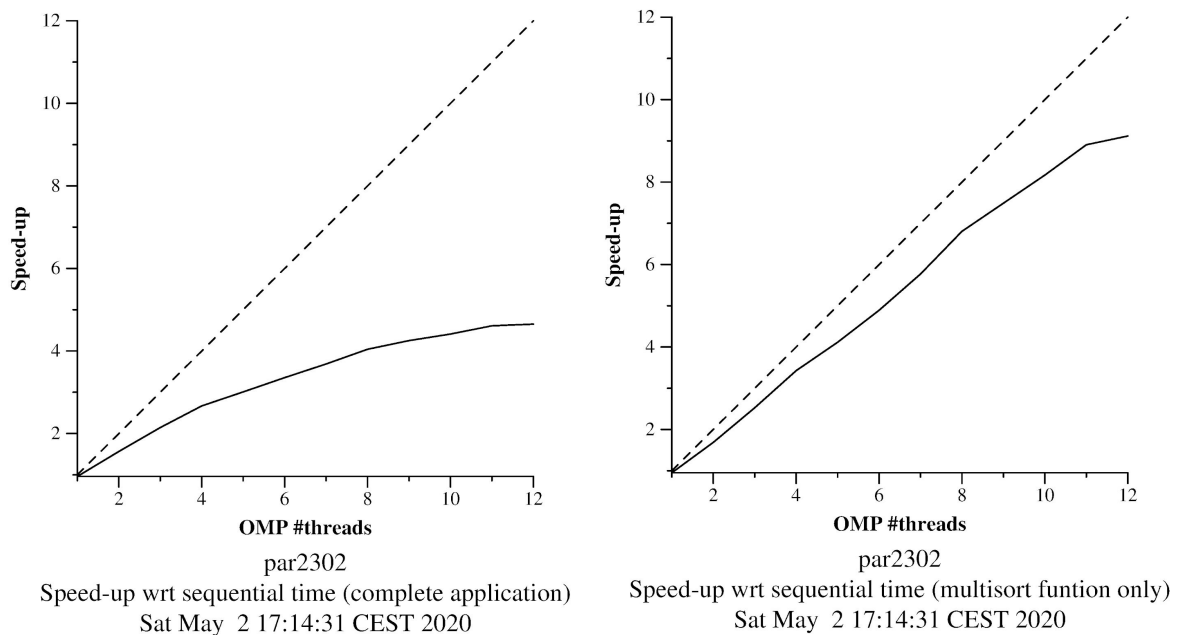 12
10
8
6
4
2
Speed-up
2 4 6 8 10 12
OMP #threads
par2302
Speed-up wrt sequential time (complete application)
Sat May 2 17:14:31 CEST 2020
12
10
8
6
4
2
Speed-up
2 4 6 8 10 12
OMP #threads
par2302
Speed-up wrt sequential time (multisort funtion only)
Sat May 2 17:14:31 CEST 2020